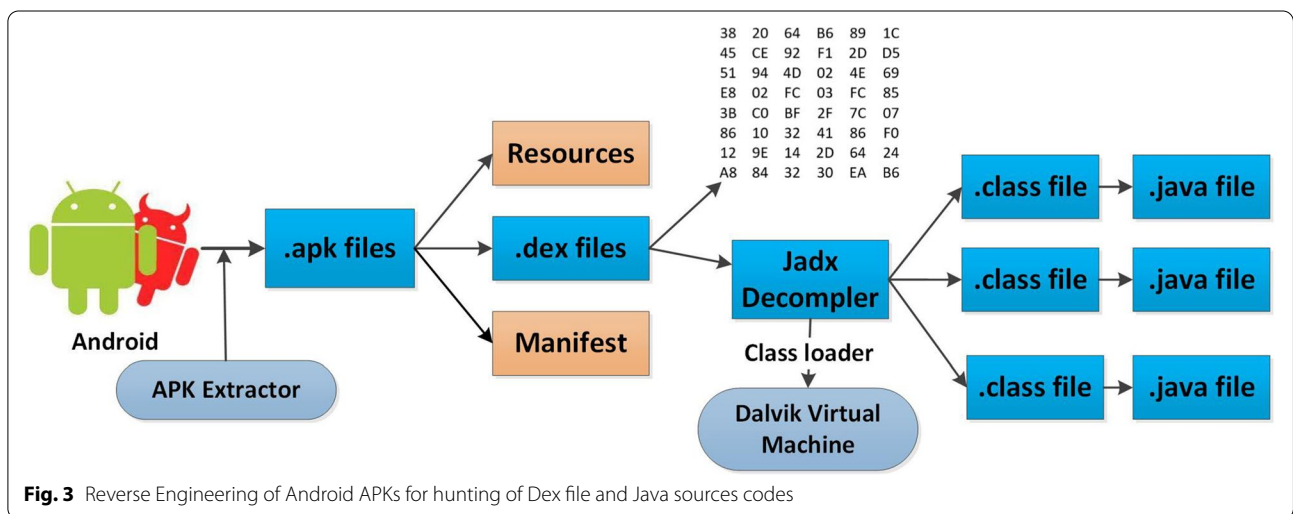 38 20 64 B6 89 1C
45 CE 92 F1 2D D5
51 94 4D 02 4E 69
E8 02 FC 03 FC 85
3B C0 BF 2F 7C 07
86 10 32 41 86 F0
12 9E 14 2D 64 24
A8 84 32 30 EA B6
Android
APK Extractor
.apk files
Resources
.dex files
Manifest
Jadx
Decompler
Class loader
Dalvik Virtual
Machine
.class file
.java file
.class file
.java file
.class file
.java file
Fig. 3 Reverse Engineering of Android APKs for hunting of Dex file and Java sources codes